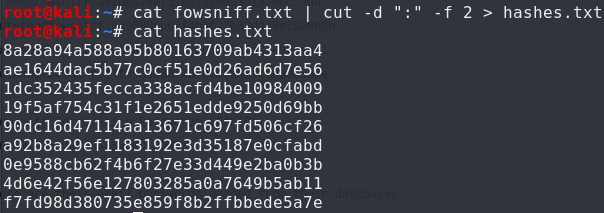 root@kali:~# cat fowsniff.txt | cut -d ":" -f 2 > hashes.txt
root@kali:~# cat hashes.txt
8a28a94a588a95b80163709ab4313aa4
ae1644dac5b77c0cf51e0d26ad6d7e56
1dc352435fecca338acfd4be10984009
19f5af754c31f1e2651edde9250d69bb
90dc16d47114aa13671c697fd506cf26
a92b8a29ef1183192e3d35187e0cfabd
0e9588cb62f4b6f27e33d449e2ba0b3b
4d6e42f56e127803285a0a7649b5ab11
f7fd98d380735e859f8b2ffbbede5a7e